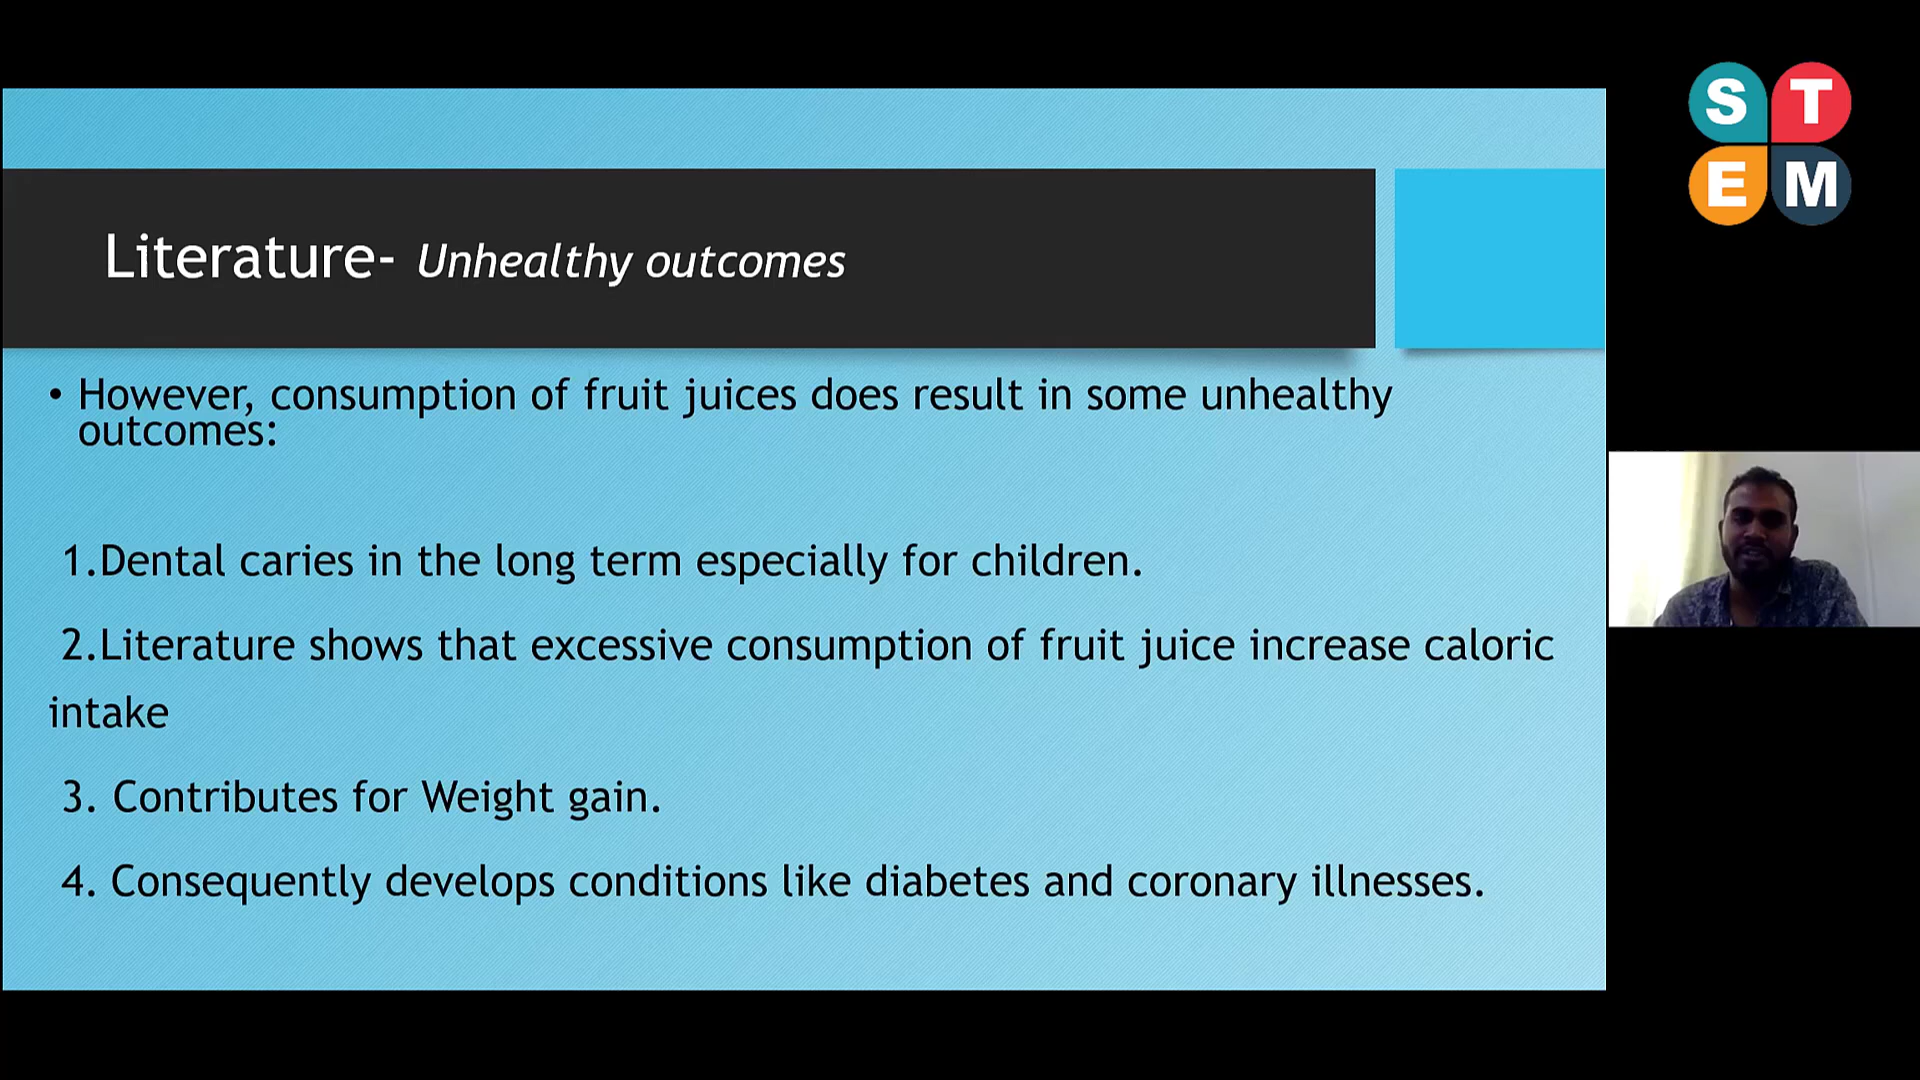 Literature- Unhealthy outcomes
• However, consumption of fruit juices does result in some unhealthy
outcomes:
1.Dental caries in the long term especially for children.
2.Literature shows that excessive consumption of fruit juice increase caloric
intake
3. Contributes for Weight gain.
4. Consequently develops conditions like diabetes and coronary illnesses.
S T
E M